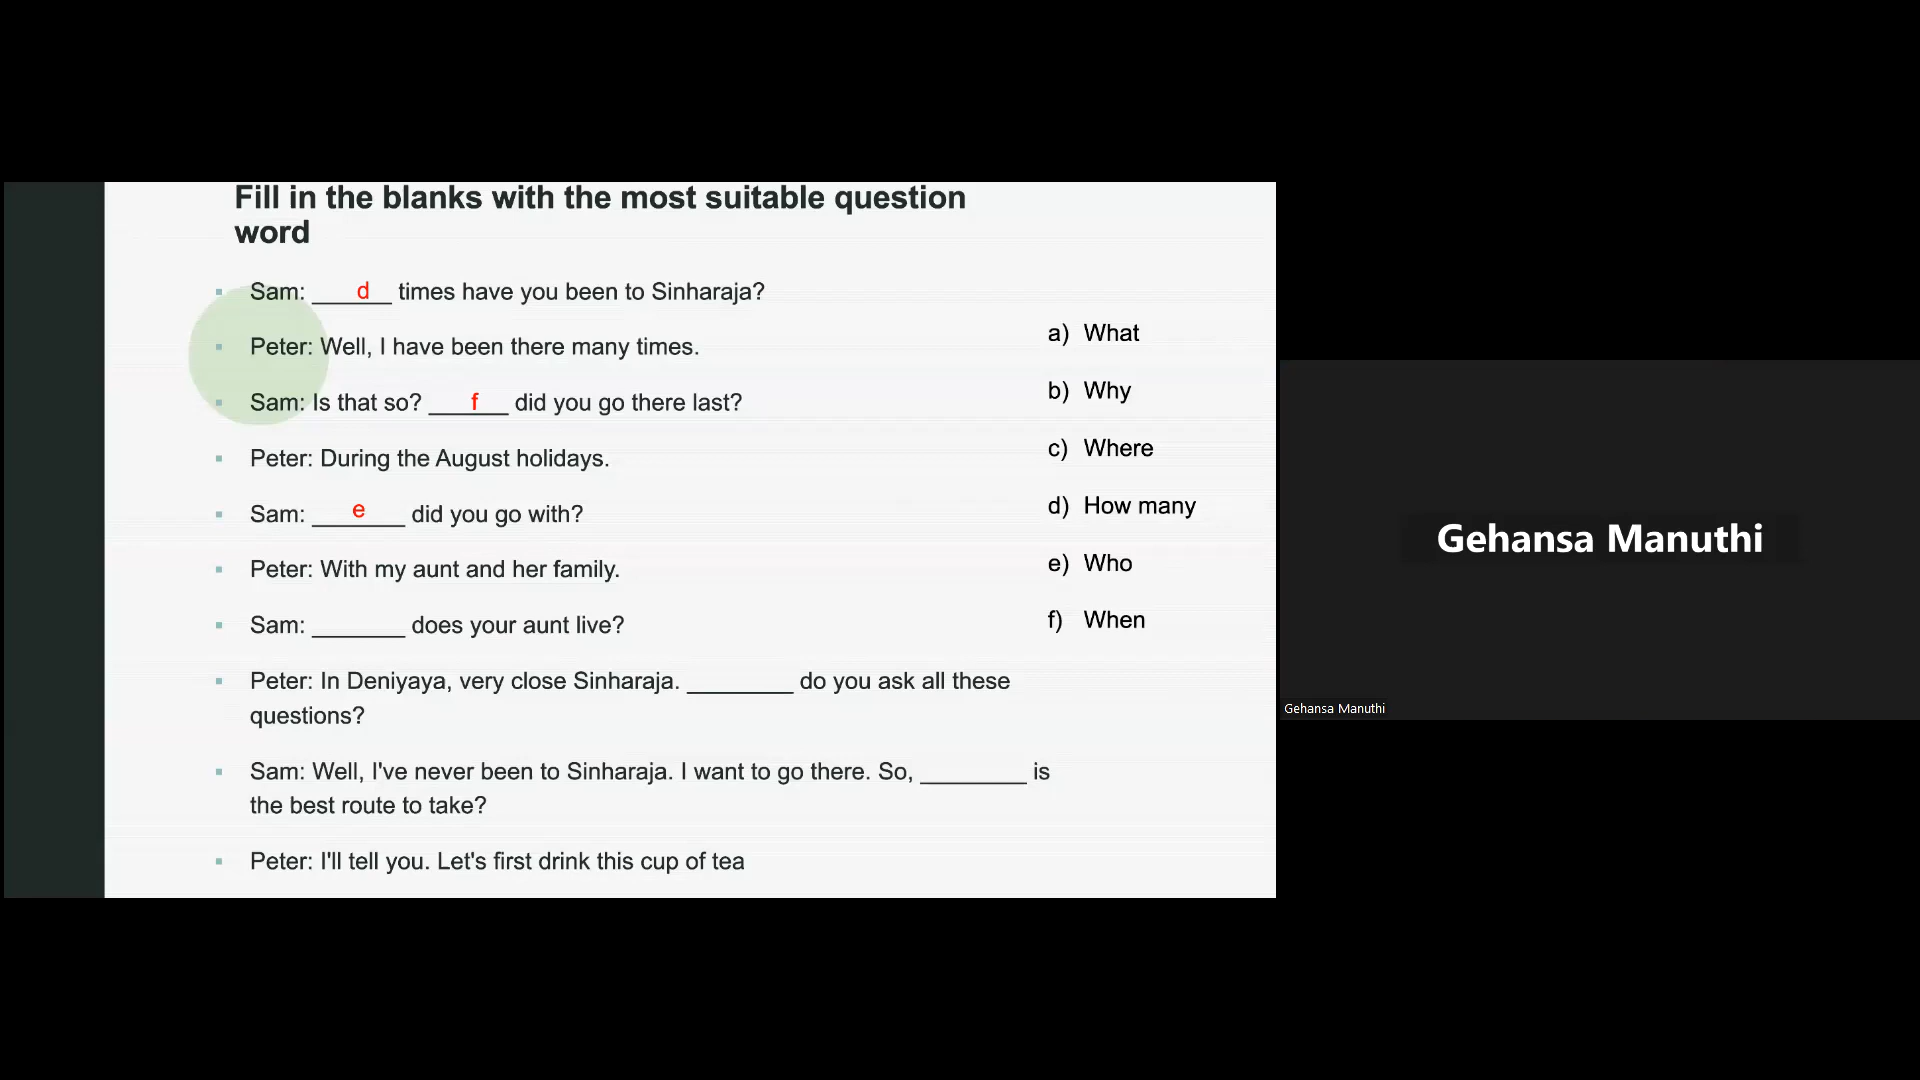 Fill in the blanks with the most suitable question
word
Sam: ______ d times have you been to Sinharaja?
Peter: Well, I have been there many times.
Sam: Is that so? ______ f did you go there last?
Peter: During the August holidays.
Sam: _______ e did you go with?
Peter: With my aunt and her family.
Sam: _______ does your aunt live?
Peter: In Deniyaya, very close Sinharaja. ________ do you ask all these
questions?
Sam: Well, I've never been to Sinharaja. I want to go there. So, ________ is
the best route to take?
Peter: I'll tell you. Let's first drink this cup of tea
a) What
b) Why
c) Where
d) How many
e) Who
f) When
Gehansa Manuthi
Gehansa Manuthi